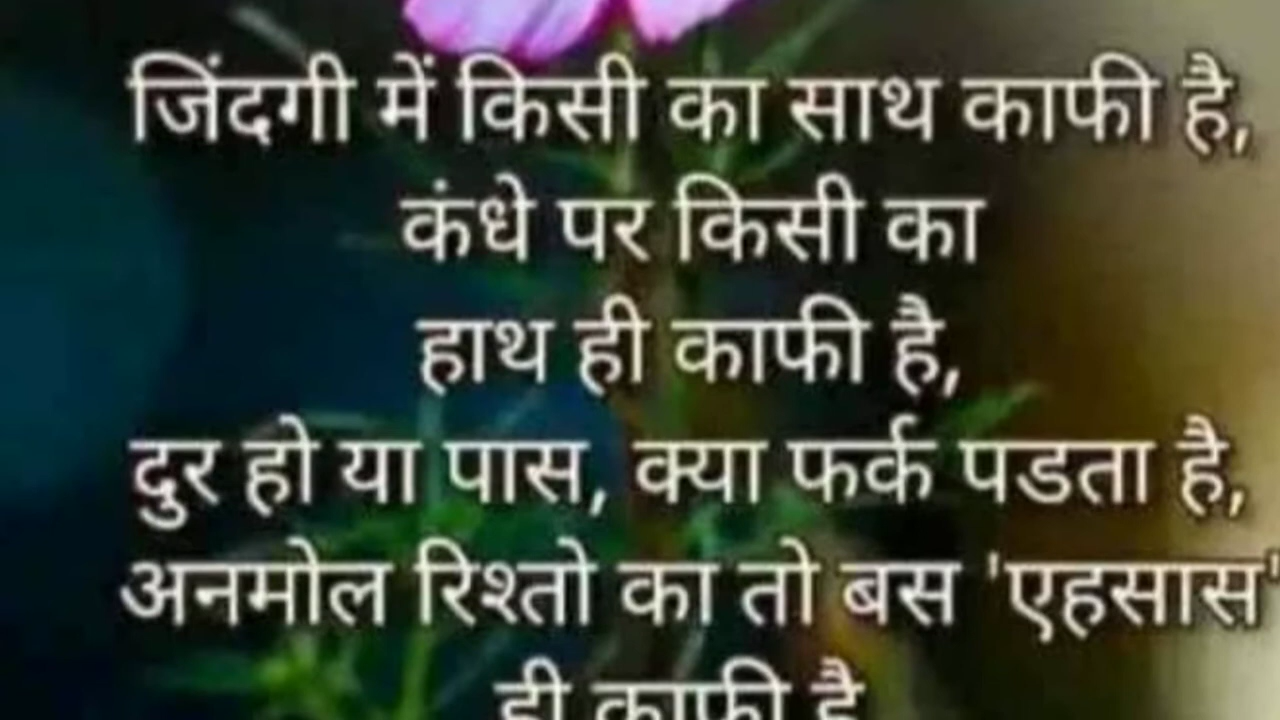 जिंदगी में किसी का साथ काफी है,
कंधे पर किसी का
हाथ ही काफी है,
दुर हो या पास, क्या फर्क पडता है,
अनमोल रिश्तो का तो बस 'एहसास'
ही काफी है